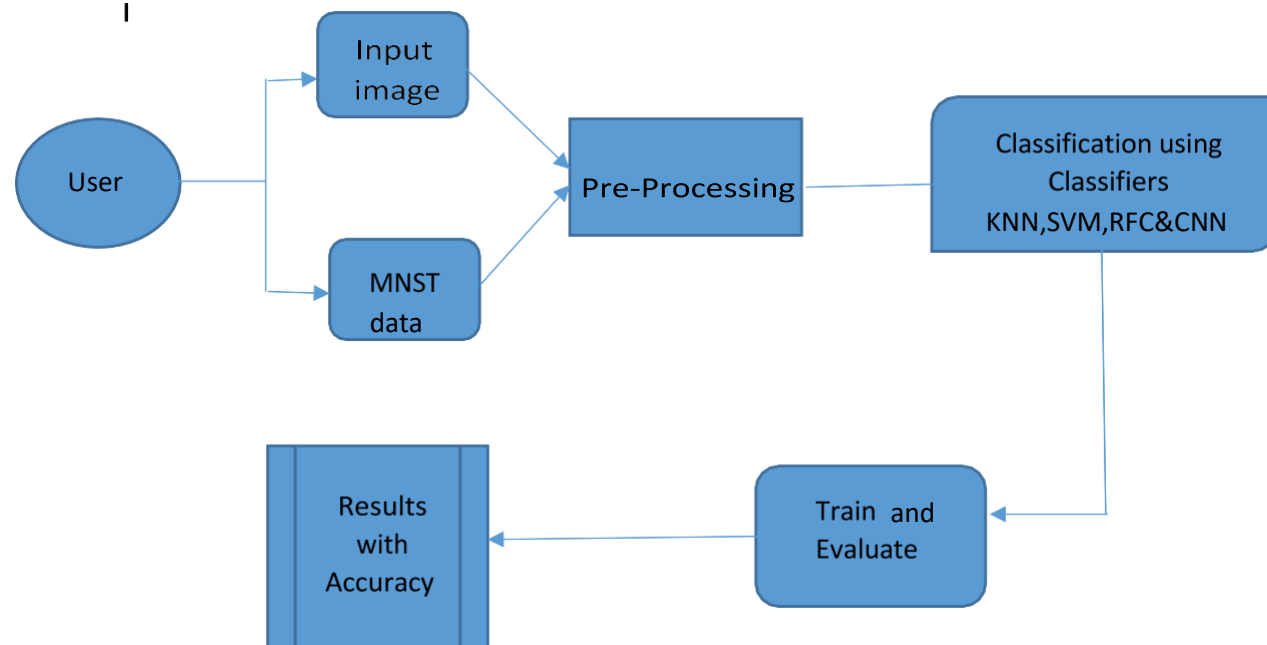 I
Input
image
User
Pre-Processing
Classification using
Classifiers
KNN,SVM,RFC&CNN
MNST
data
Results
with
Accuracy
Train and
Evaluate